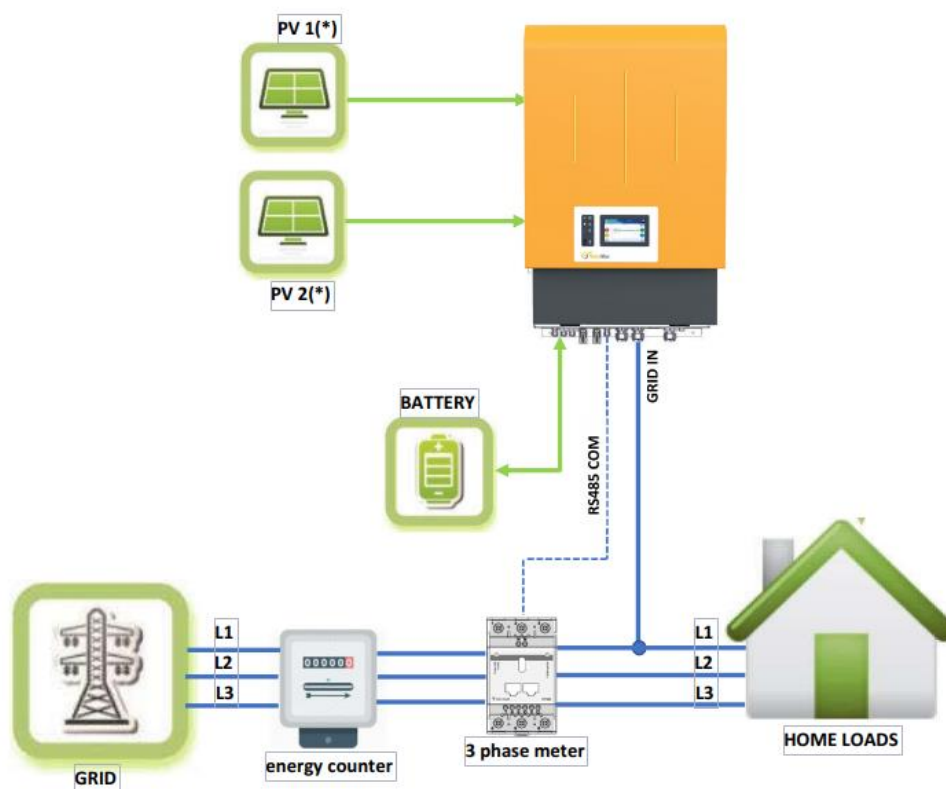 PV 1(*)
PV 2(*)
BATTERY
RS485 COM
GRID IN
L1
L2
L3
L1
L2
L3
000000
energy counter
3 phase meter
HOME LOADS
GRID